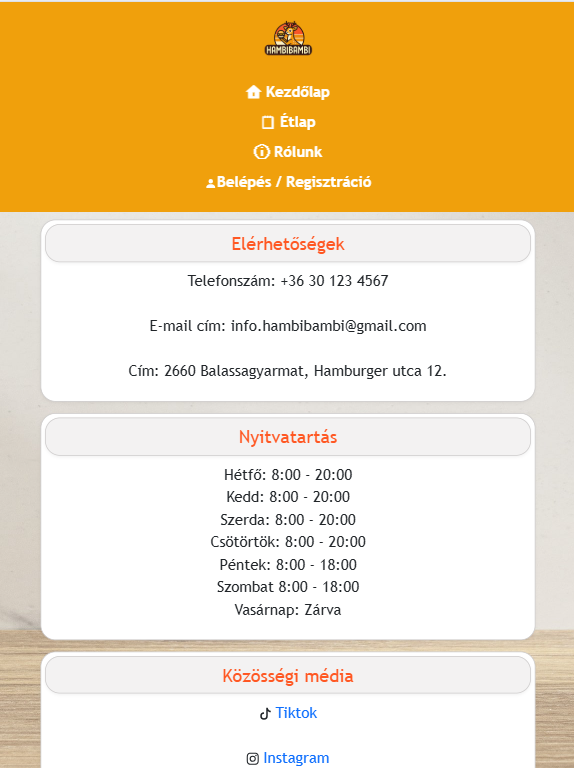 HAMBIBAMBI
Kezdőlap
Étlap
Rólunk
Belépés / Regisztráció
Elérhetőségek
Telefonszám: +36 30 123 4567
E-mail cím: info.hambibambi@gmail.com
Cím: 2660 Balassagyarmat, Hamburger utca 12.
Nyitvatartás
Hétfő: 8:00 - 20:00
Kedd: 8:00 - 20:00
Szerda: 8:00 - 20:00
Csötörtök: 8:00 - 20:00
Péntek: 8:00 - 18:00
Szombat 8:00 - 18:00
Vasárnap: Zárva
Közösségi média
Tiktok
Instagram